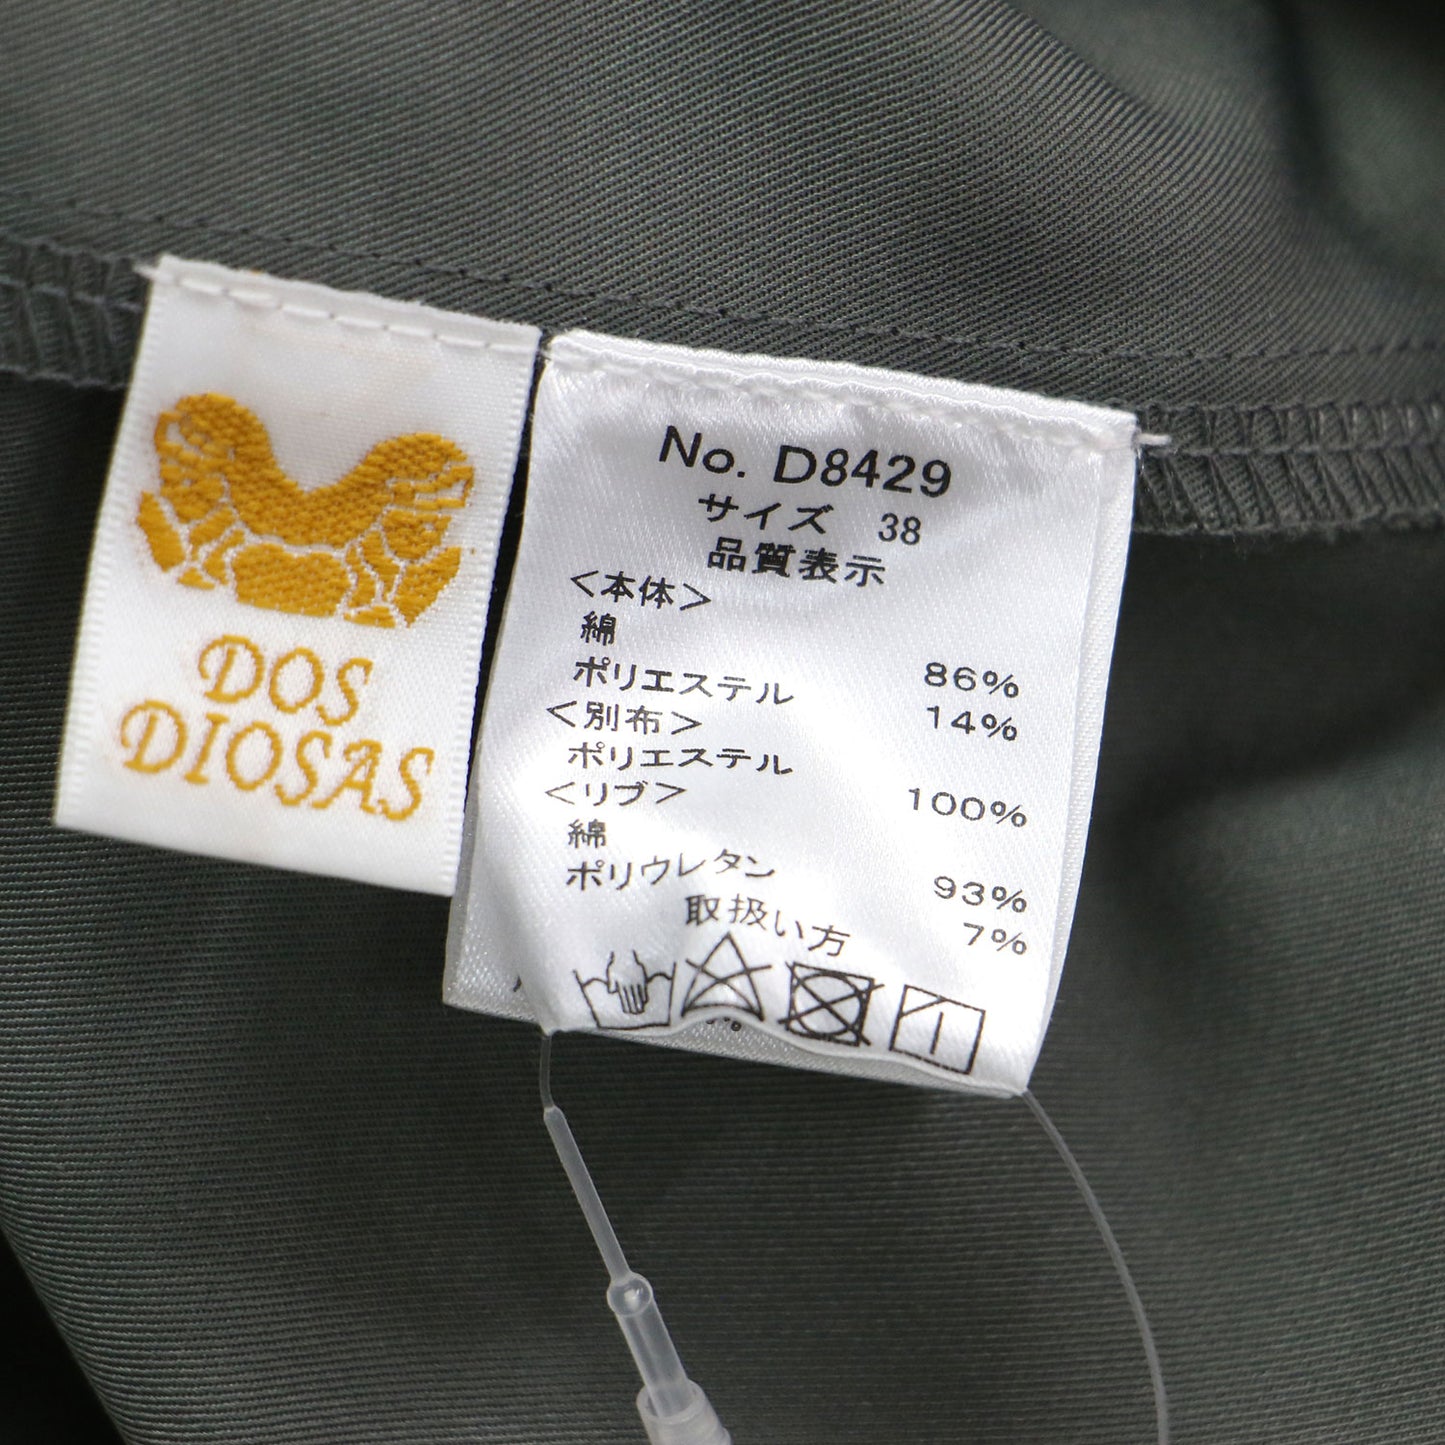 DOS
DIOSAS
No. D8429
サイズ 38
品質表示
<本体>
綿 86%
ポリエステル 14%
<別布>
ポリエステル 100%
<リブ>
綿 93%
ポリウレタン 7%
取扱い方